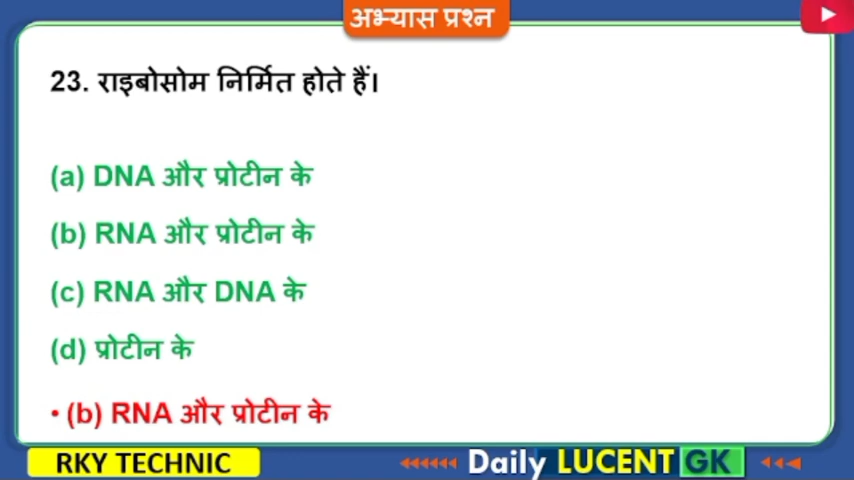 अभ्यास प्रश्न
23. राइबोसोम निर्मित होते हैं।
(a) DNA और प्रोटीन के
(b) RNA और प्रोटीन के
(c) RNA और DNA के
(d) प्रोटीन के
• (b) RNA और प्रोटीन के
RKY TECHNIC
Daily LUCENT GK